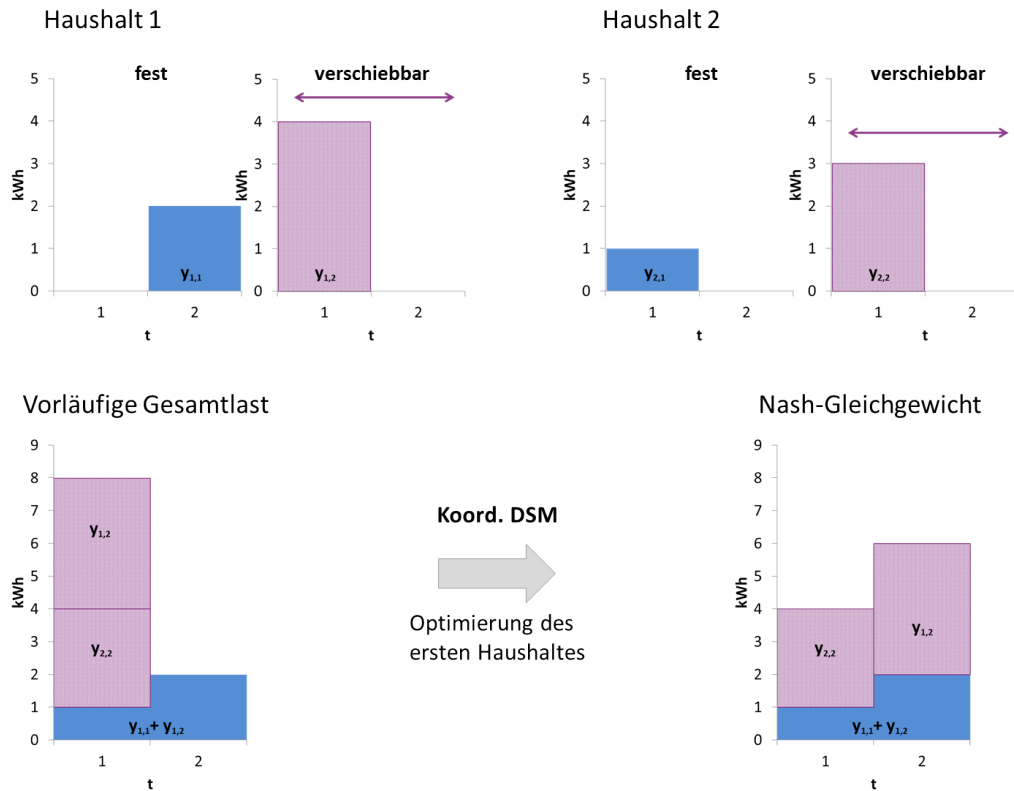 Haushalt 1
Haushalt 2
fest
verschiebbar
fest
verschiebbar
5
4
3
2
1
0
kWh
y1,1
1
2
t
5
4
3
2
1
0
kWh
y1,2
1
2
t
5
4
3
2
1
0
kWh
y2,1
1
2
t
5
4
3
2
1
0
kWh
y2,2
1
2
t
Vorläufige Gesamtlast
9
8
7
6
5
4
3
2
1
0
kWh
y1,2
y2,2
y1,1+ y1,2
1
2
t
Koord. DSM
Optimierung des
ersten Haushaltes
Nash-Gleichgewicht
9
8
7
6
5
4
3
2
1
0
kWh
y2,2
y1,2
y1,1+ y1,2
1
2
t